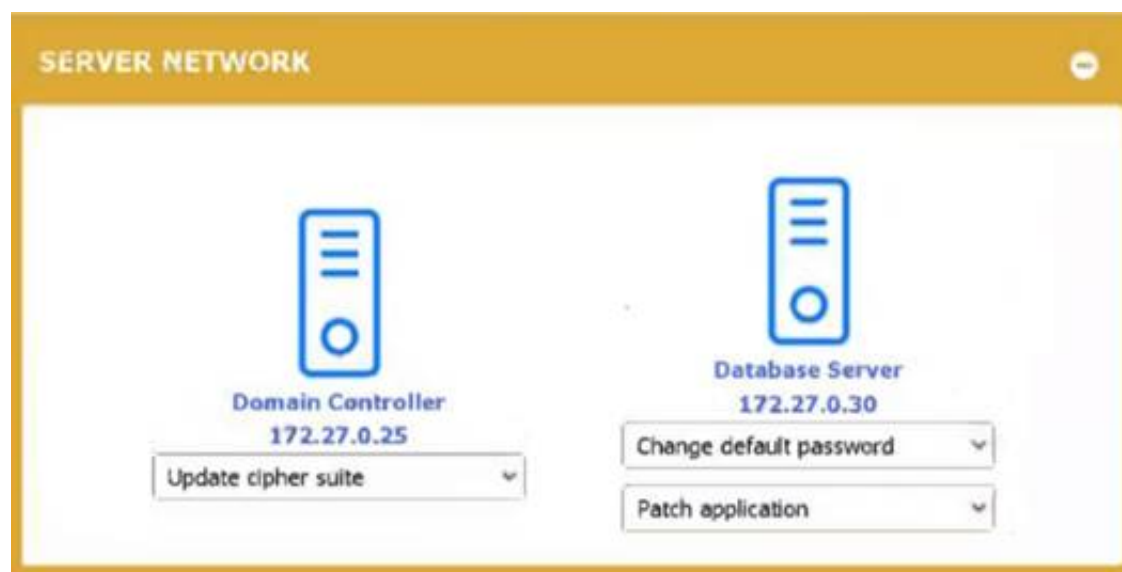 SERVER NETWORK
Domain Controller
172.27.0.25
Update cipher suite
Database Server
172.27.0.30
Change default password
Patch application